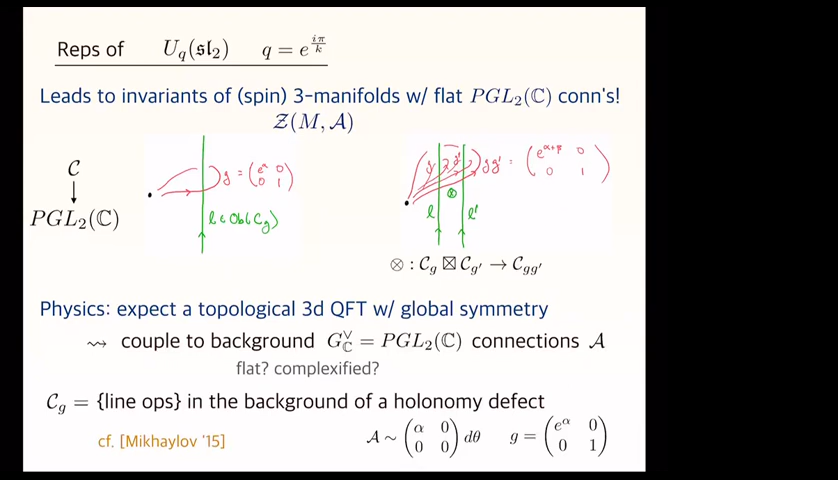 Reps of U_q(𝔰𝔩_2) q = e^{iπ/k}
Leads to invariants of (spin) 3-manifolds w/ flat PGL_2(ℂ) conn's!
𝒵(M, 𝒜)
𝒞
↓
PGL_2(ℂ)
g = (e^α 0
0 1)
ℓ ∈ Ob(C_g)
g g' gg' = (e^{α+β} 0
0 1)
⊗
ℓ ℓ'
⊗ : 𝒞_g ⊠ 𝒞_{g'} → 𝒞_{gg'}
Physics: expect a topological 3d QFT w/ global symmetry
⇝ couple to background G^∨_ℂ = PGL_2(ℂ) connections 𝒜
flat? complexified?
𝒞_g = {line ops} in the background of a holonomy defect
cf. [Mikhaylov '15] 𝒜 ~ (α 0
0 0) dθ g = (e^α 0
0 1)